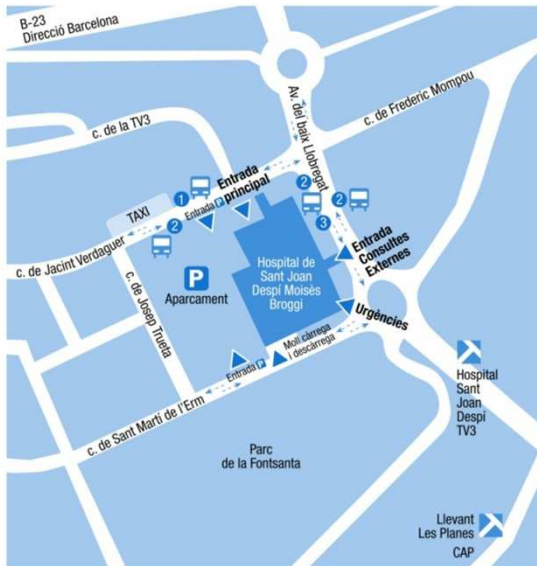 B-23
Direcció Barcelona
Av. del baix Llobregat
c. de Frederic Mompou
c. de la TV3
Entrada
principal
1
2
2
TAXI
Entrada P
2
3
2
c. de Jacint Verdaguer
Entrada
Consultes
Externes
Hospital de
Sant Joan
Despí Moisès
Broggi
P
Aparcament
c. de Josep Trueta
Urgències
Moll càrrega
i descàrrega
Entrada P
c. de Sant Martí de l'Erm
Hospital
Sant
Joan
Despí
TV3
Parc
de la Fontsanta
Llevant
Les Planes
CAP